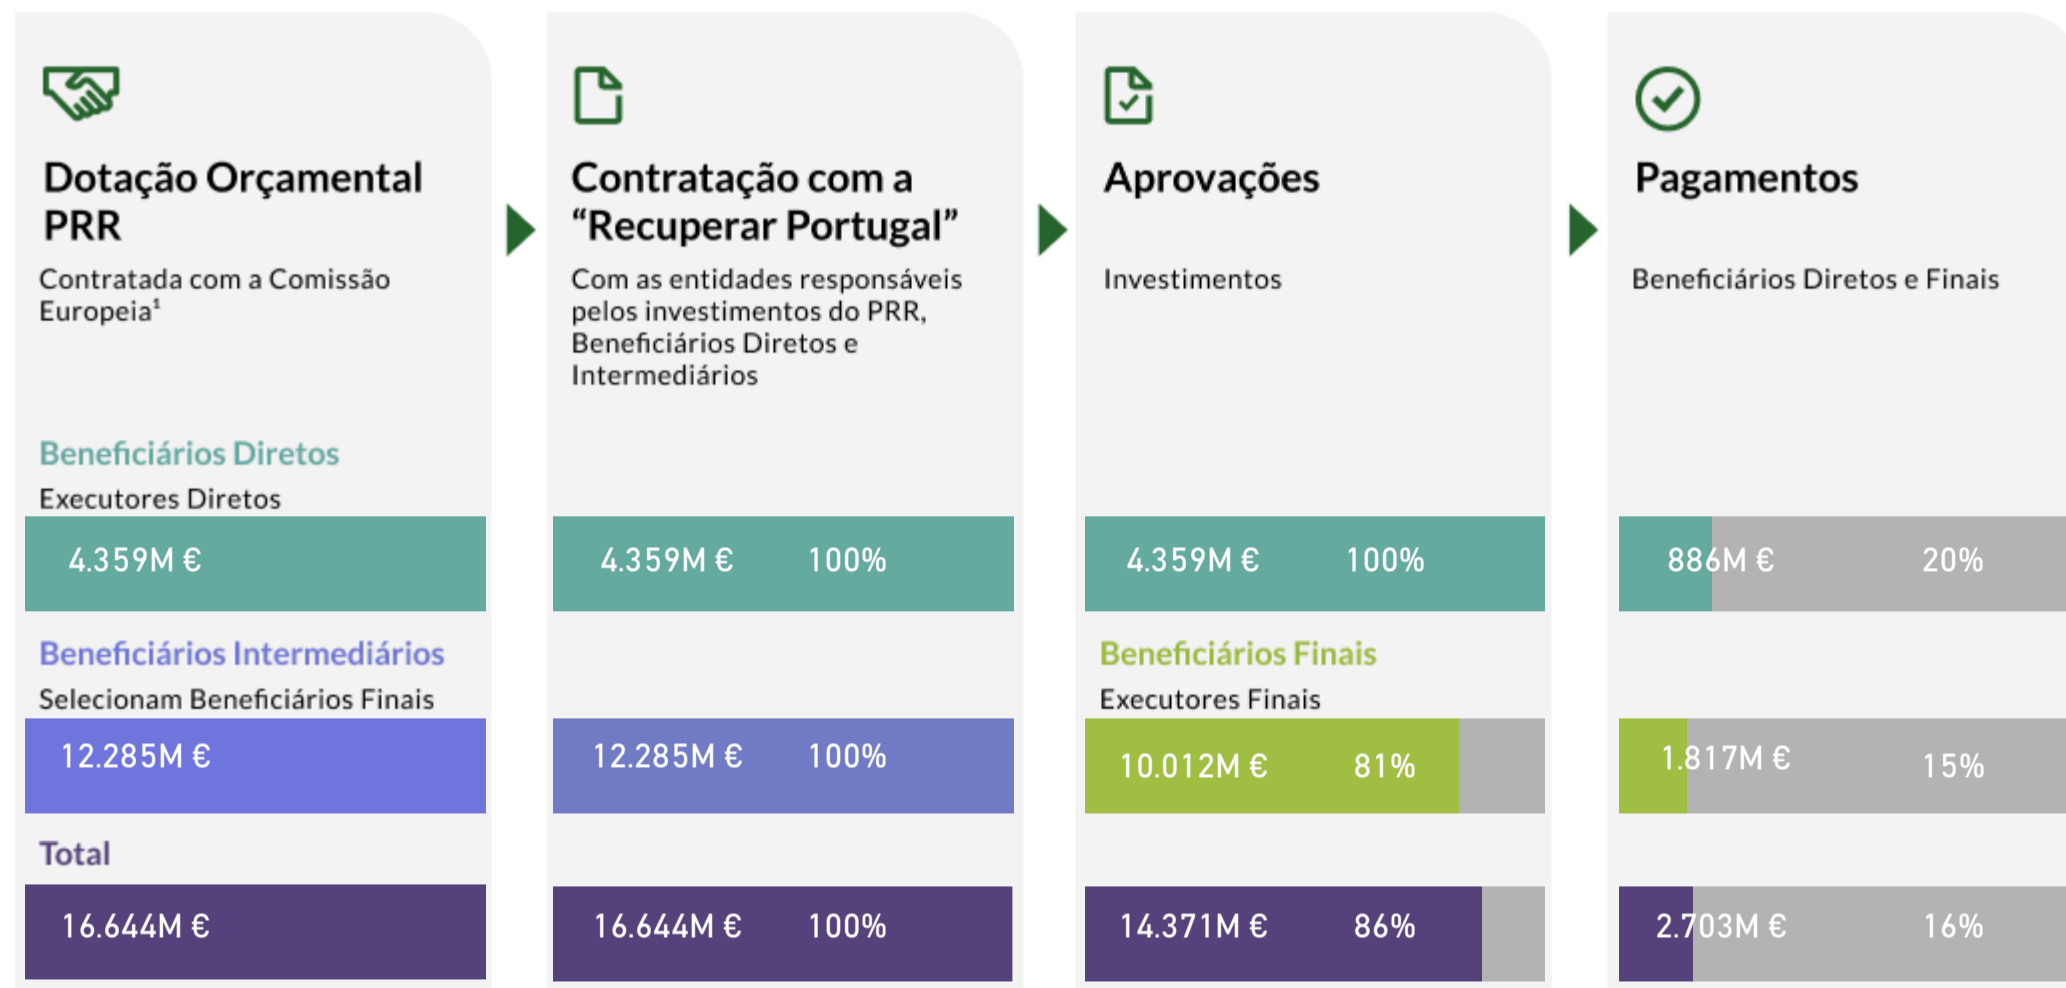 Dotação Orçamental
PRR
Contratada com a Comissão
Europeia¹
Contratação com a
“Recuperar Portugal”
Com as entidades responsáveis
pelos investimentos do PRR,
Beneficiários Diretos e
Intermediários
Aprovações
Investimentos
Pagamentos
Beneficiários Diretos e Finais
Beneficiários Diretos
Executores Diretos
4.359M €
4.359M € 100%
4.359M € 100%
886M € 20%
Beneficiários Intermediários
Selecionam Beneficiários Finais
Beneficiários Finais
Executores Finais
12.285M €
12.285M € 100%
10.012M € 81%
1.817M € 15%
Total
16.644M €
16.644M € 100%
14.371M € 86%
2.703M € 16%